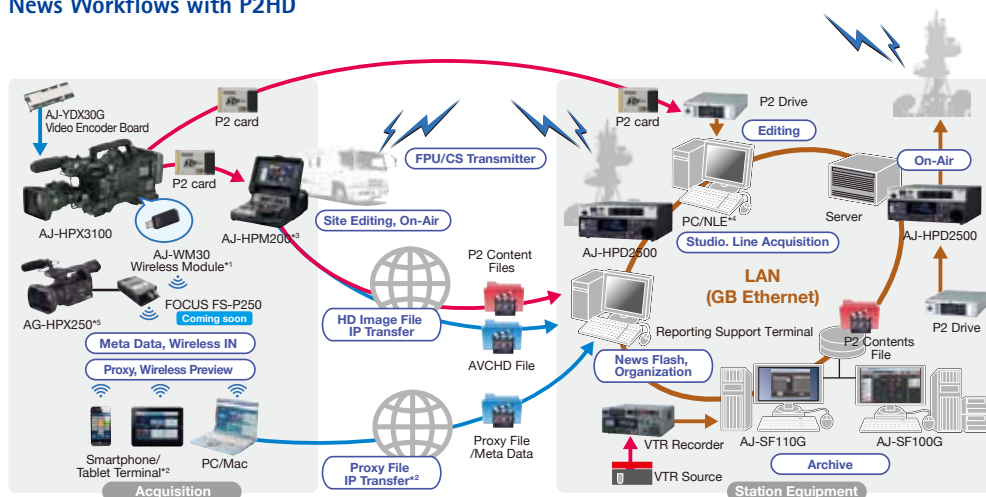 News Workflows with P2HD
AJ-YDX30G
Video Encoder Board
P2 card
P2 card
AJ-HPX3100
AJ-WM30
Wireless Module*1
AG-HPX250*5
FOCUS FS-P250
Coming soon
Meta Data, Wireless IN
Proxy, Wireless Preview
Smartphone/
Tablet Terminal*2
PC/Mac
Acquisition
AJ-HPM200*3
FPU/CS Transmitter
Site Editing, On-Air
HD Image File
IP Transfer
P2 Content
Files
AVCHD File
Proxy File
IP Transfer*2
Proxy File
/Meta Data
P2 card
P2 Drive
Editing
PC/NLE*4
AJ-HPD2500
Studio. Line Acquisition
Server
On-Air
AJ-HPD2500
LAN
(GB Ethernet)
Reporting Support Terminal
News Flash,
Organization
P2 Contents
File
P2 Drive
VTR Recorder
VTR Source
AJ-SF110G
AJ-SF100G
Archive
Station Equipment